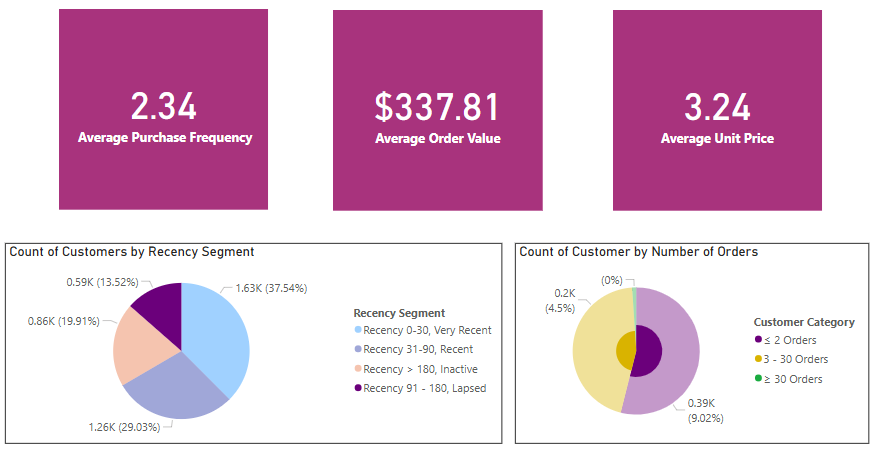 2.34
Average Purchase Frequency
$337.81
Average Order Value
3.24
Average Unit Price
Count of Customers by Recency Segment
0.59K (13.52%)
1.63K (37.54%)
0.86K (19.91%)
1.26K (29.03%)
Recency Segment
Recency 0-30, Very Recent
Recency 31-90, Recent
Recency > 180, Inactive
Recency 91 - 180, Lapsed
Count of Customer by Number of Orders
(0%)
0.2K
(4.5%)
0.39K
(9.02%)
Customer Category
≤ 2 Orders
3 - 30 Orders
≥ 30 Orders